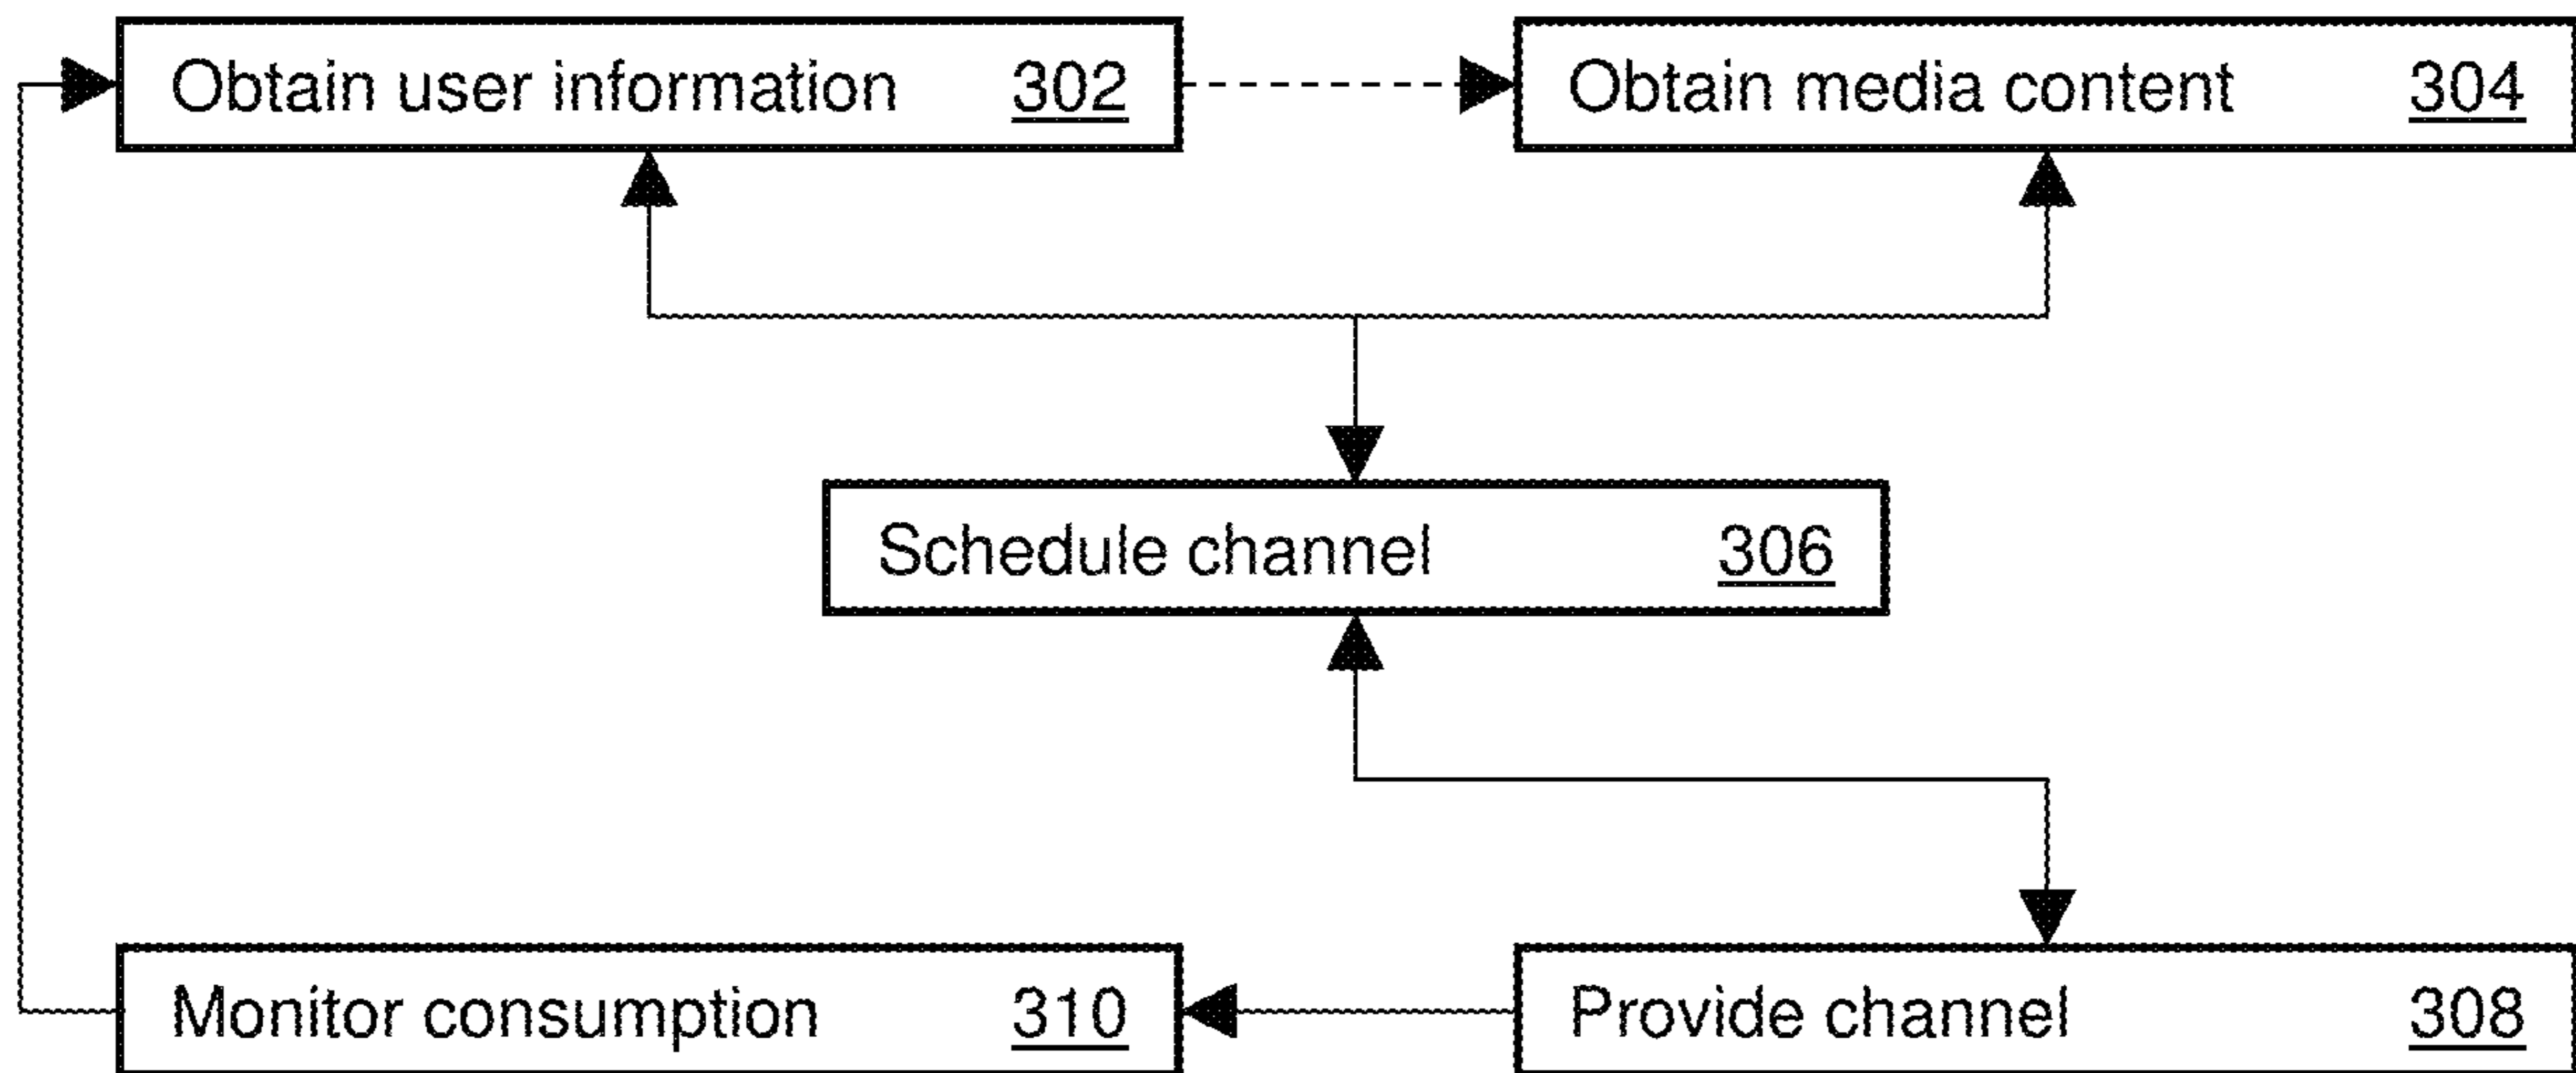 Obtain user information 302
Obtain media content 304
Schedule channel 306
Monitor consumption 310
Provide channel 308